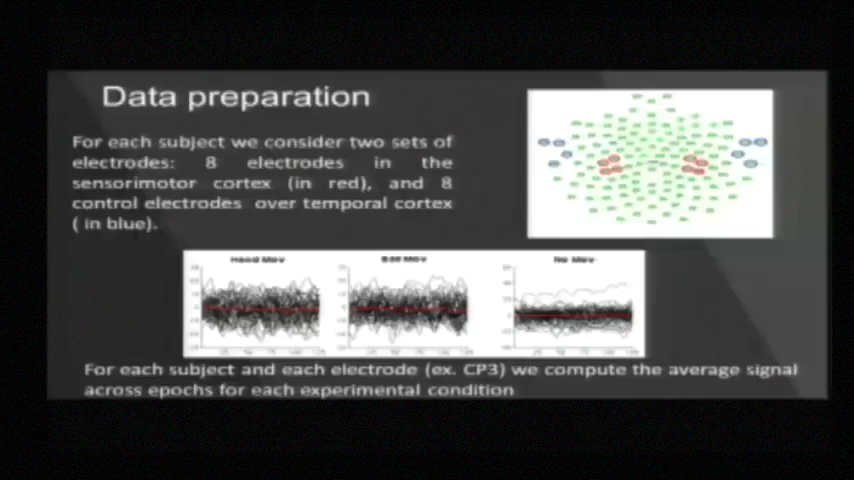 Data preparation
For each subject we consider two sets of
electrodes: 8 electrodes in the
sensorimotor cortex (in red), and 8
control electrodes over temporal cortex
( in blue).
Hand Mov
Ball Mov
No Mov
For each subject and each electrode (ex. CP3) we compute the average signal
across epochs for each experimental condition